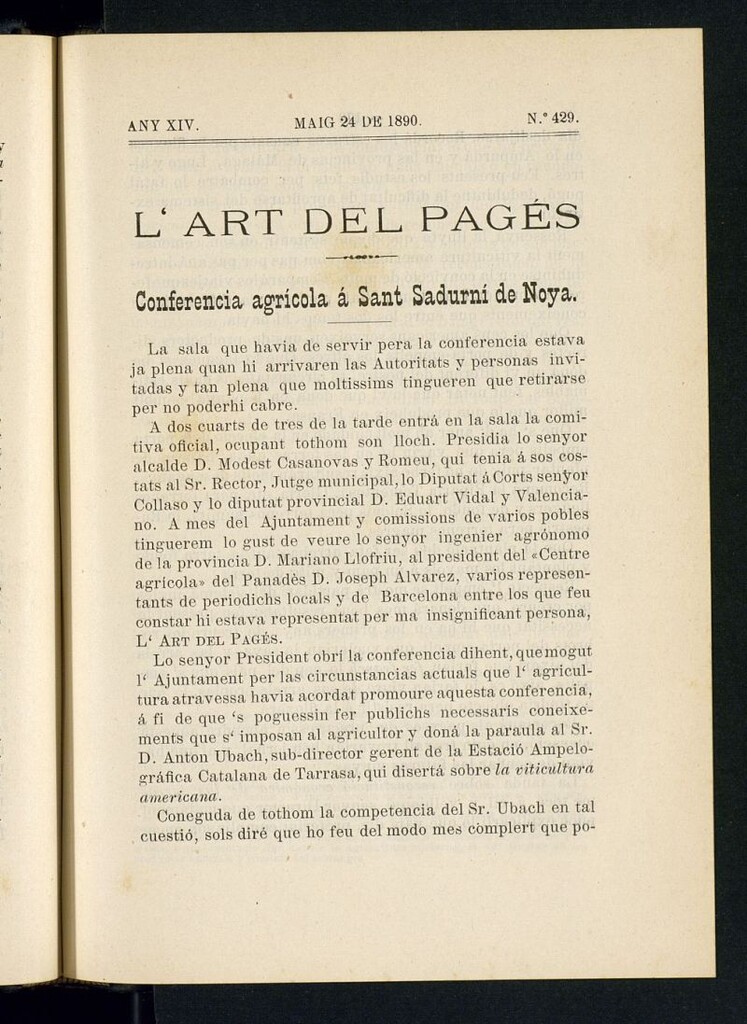 ANY XIV. MAIG 24 DE 1890. N.º 429.
L‘ ART DEL PAGÉS
Conferencia agrícola á Sant Sadurní de Noya.
La sala que havia de servir pera la conferencia estava
ja plena quan hi arrivaren las Autoritats y personas invi-
tadas y tan plena que moltissims tingueren que retirarse
per no poderhi cabre.
A dos cuarts de tres de la tarde entrá en la sala la comi-
tiva oficial, ocupant tothom son lloch. Presidia lo senyor
alcalde D. Modest Casanovas y Romeu, qui tenia á sos cos-
tats al Sr. Rector, Jutge municipal, lo Diputat á Corts senyor
Collaso y lo diputat provincial D. Eduart Vidal y Valencia-
no. A mes del Ajuntament y comissions de varios pobles
tinguerem lo gust de veure lo senyor ingenier agrónomo
de la provincia D. Mariano Llofriu, al president del «Centre
agrícola» del Panadès D. Joseph Alvarez, varios represen-
tants de periodichs locals y de Barcelona entre los que feu
constar hi estava representat per ma insignificant persona,
L‘ ART DEL PAGÉS.
Lo senyor President obrí la conferencia dihent, que mogut
l‘ Ajuntament per las circunstancias actuals que l‘ agricul-
tura atravessa havia acordat promoure aquesta conferencia,
á fi de que ‘s poguessin fer publichs necessaris coneixe-
ments que s‘ imposan al agricultor y doná la paraula al Sr.
D. Anton Ubach, sub-director gerent de la Estació Ampelo-
gráfica Catalana de Tarrasa, qui disertá sobre la viticultura
americana.
Coneguda de tothom la competencia del Sr. Ubach en tal
cuestió, sols diré que ho feu del modo mes complert que po-